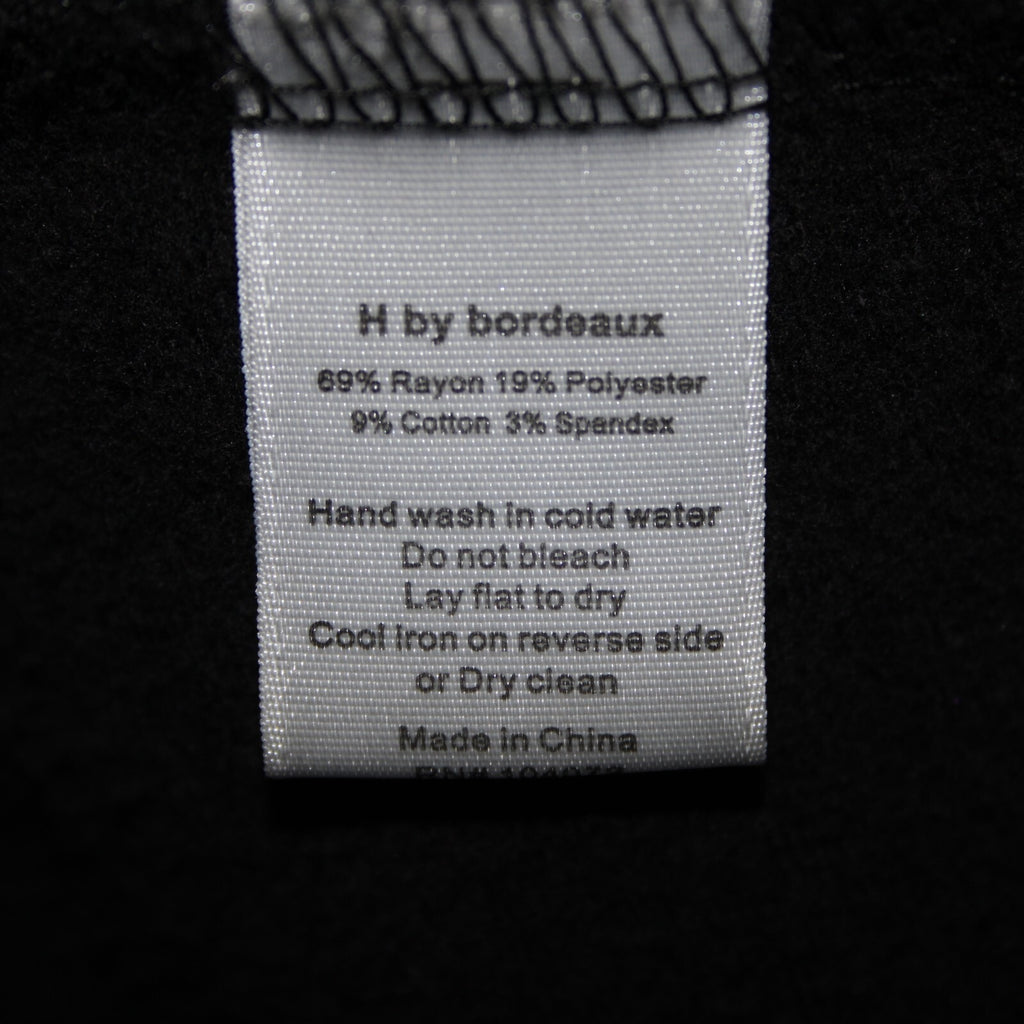 H by bordeaux
69% Rayon 19% Polyester
9% Cotton 3% Spandex
Hand wash in cold water
Do not bleach
Lay flat to dry
Cool Iron on reverse side
or Dry clean
Made in China
RN#